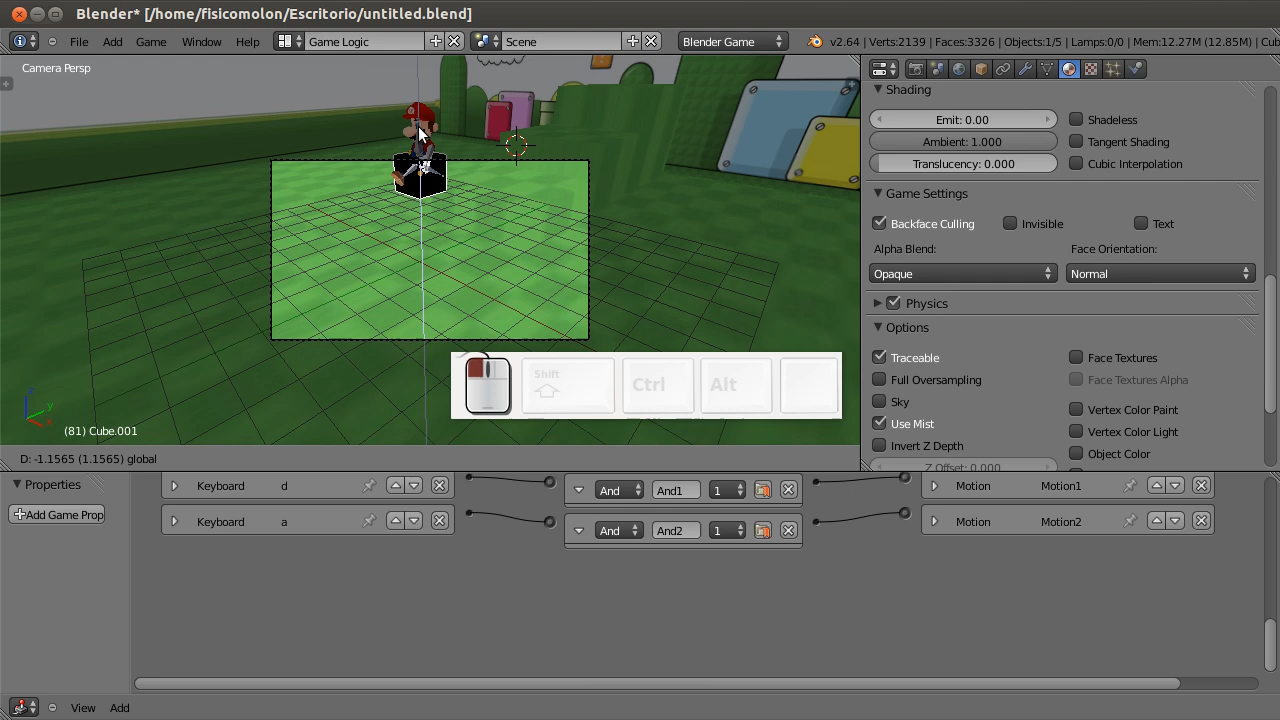 Blender* [/home/fisicomolon/Escritorio/untitled.blend]
File Add Game Window Help Game Logic Scene Blender Game v2.64 | Verts:2139 | Faces:3326 | Objects:1/5 | Lamps:0/0 | Mem:12.27M (12.85M) | Cub
Camera Persp
Shading
Emit: 0.00 Shadeless
Ambient: 1.000 Tangent Shading
Translucency: 0.000 Cubic Interpolation
Game Settings
Backface Culling Invisible Text
Alpha Blend: Face Orientation:
Opaque Normal
Physics
Options
Traceable Face Textures
Full Oversampling Face Textures Alpha
Sky Vertex Color Paint
Use Mist Vertex Color Light
Invert Z Depth Object Color
Z Offset: 0.000
Shift Ctrl Alt
z y x
(81) Cube.001
D: -1.1565 (1.1565) global
Properties
Add Game Prop
Keyboard d And And1 1 Motion Motion1
Keyboard a And And2 1 Motion Motion2
View Add